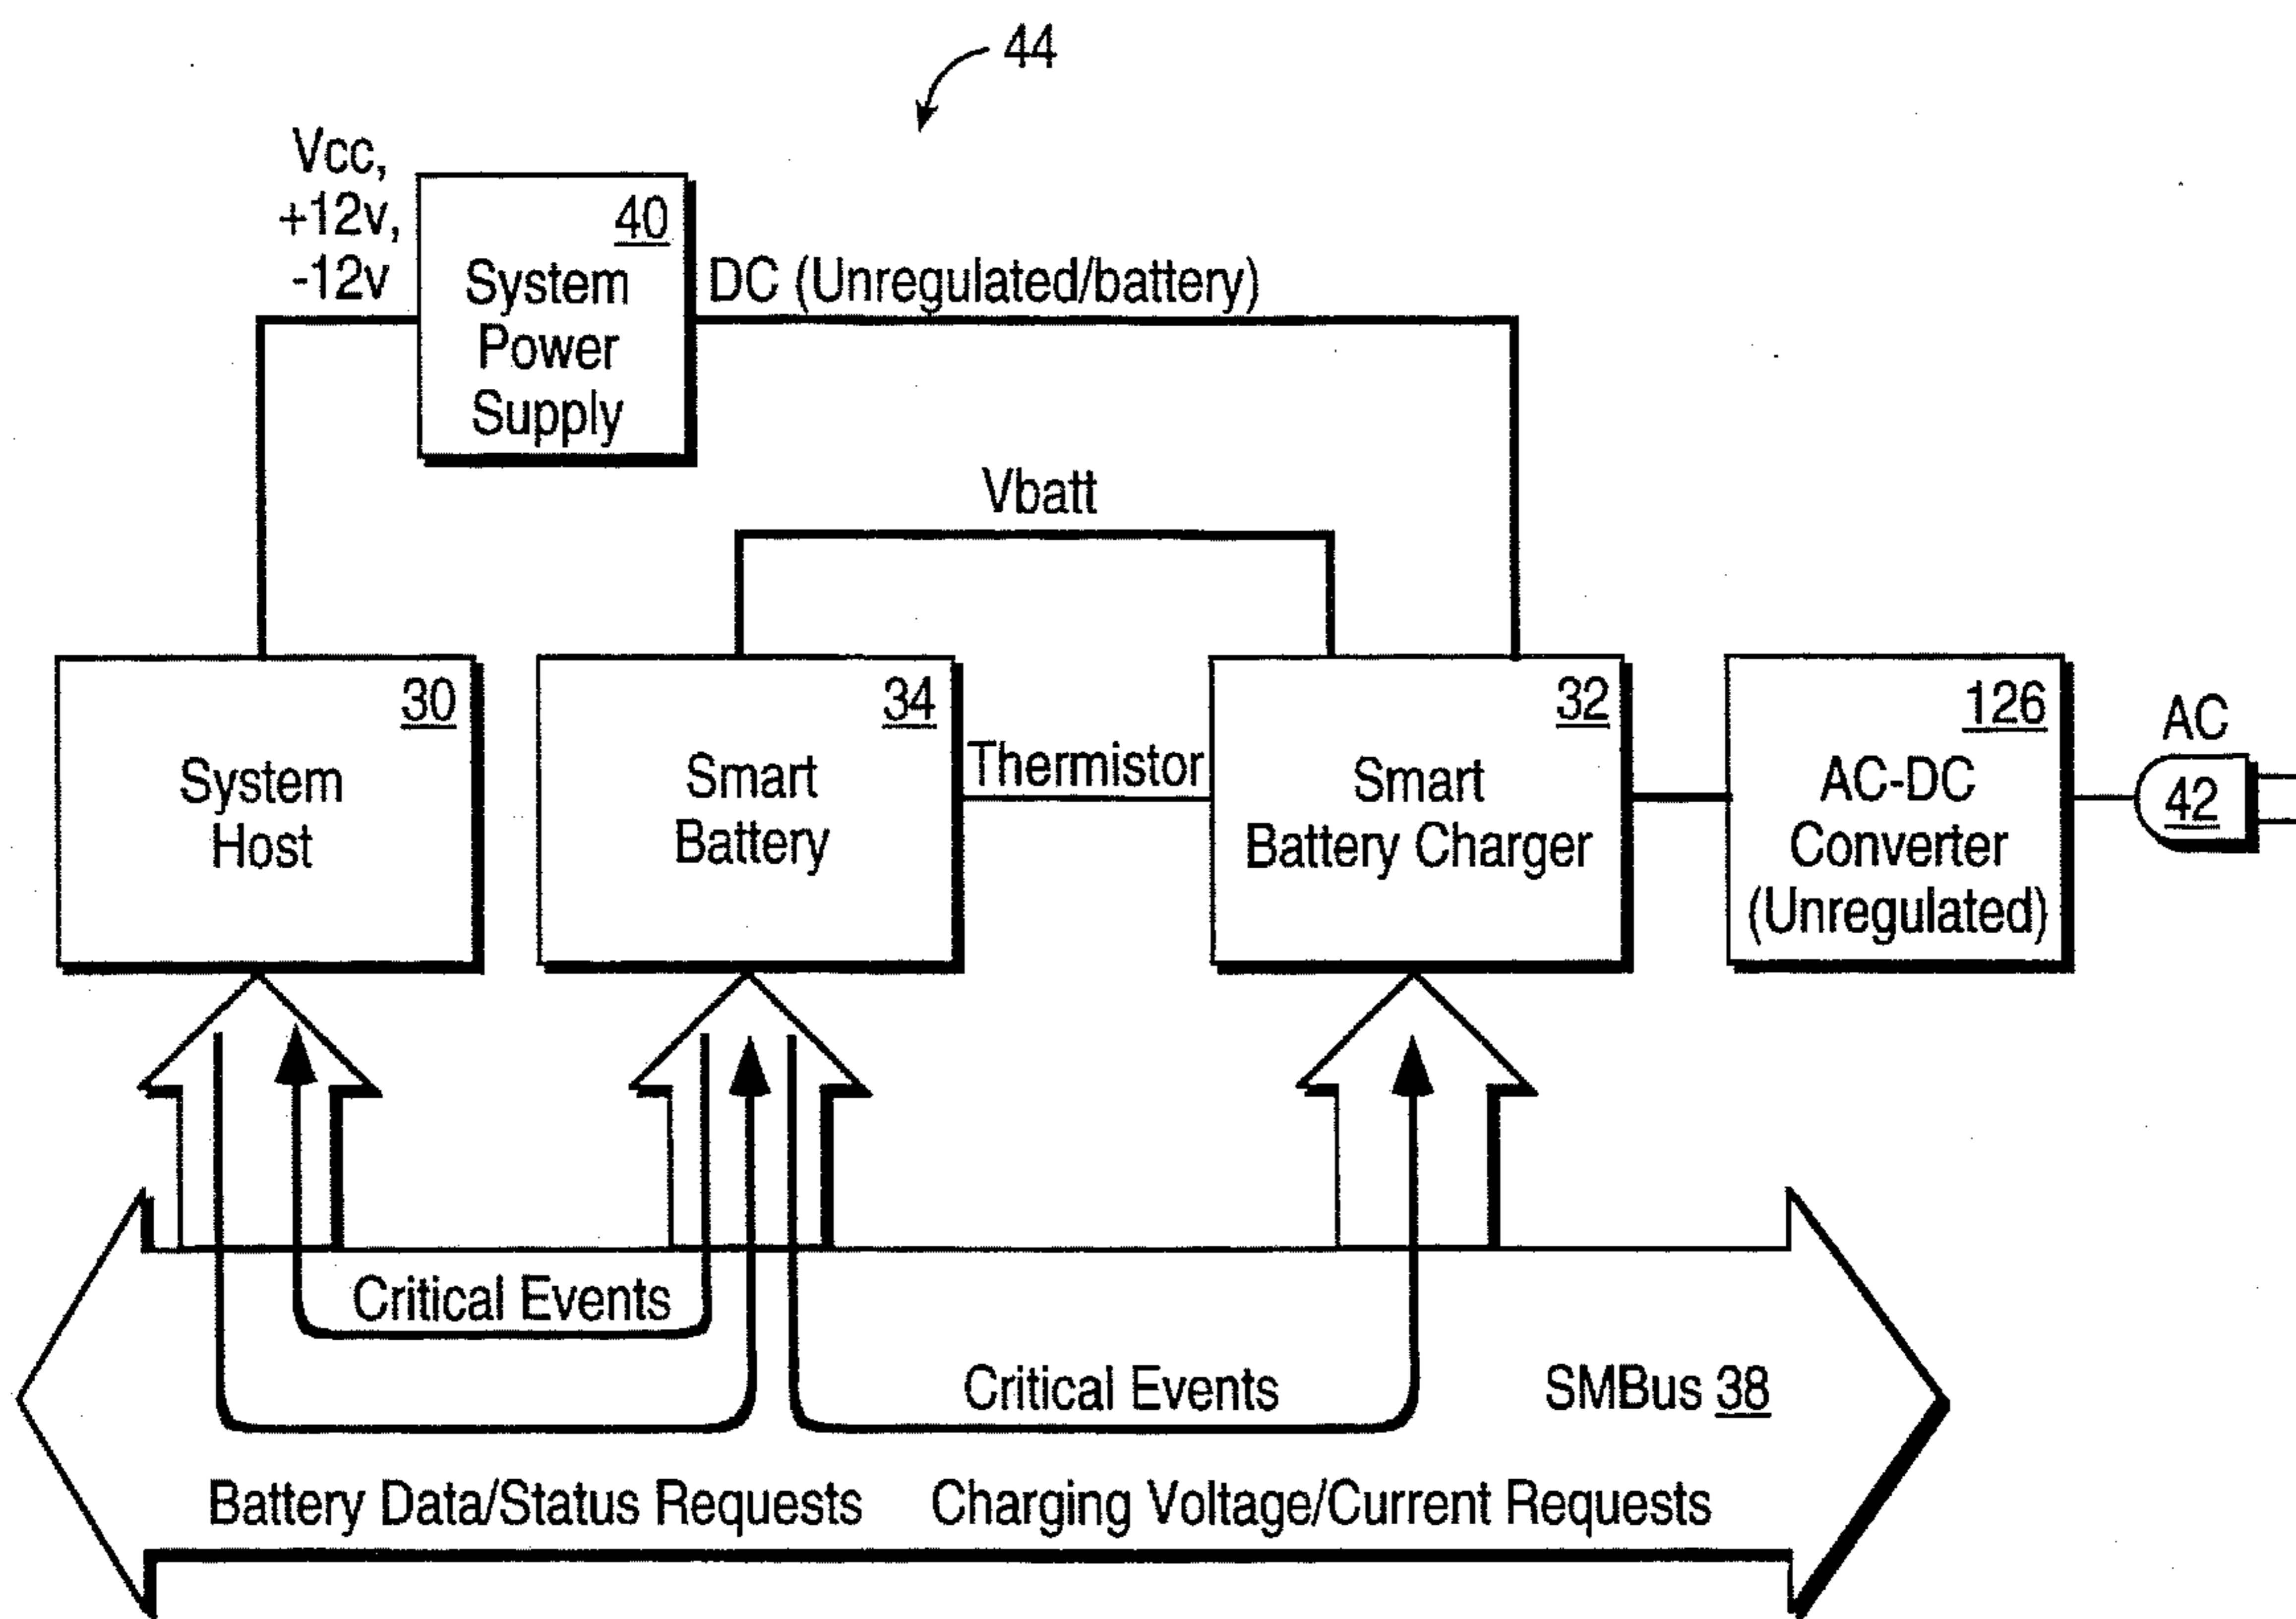 44
Vcc,
+12v,
-12v
40
System
Power
Supply
DC (Unregulated/battery)
Vbatt
30
System
Host
34
Smart
Battery
Thermistor
32
Smart
Battery Charger
126
AC-DC
Converter
(Unregulated)
AC
42
Critical Events
Critical Events
SMBus 38
Battery Data/Status Requests
Charging Voltage/Current Requests